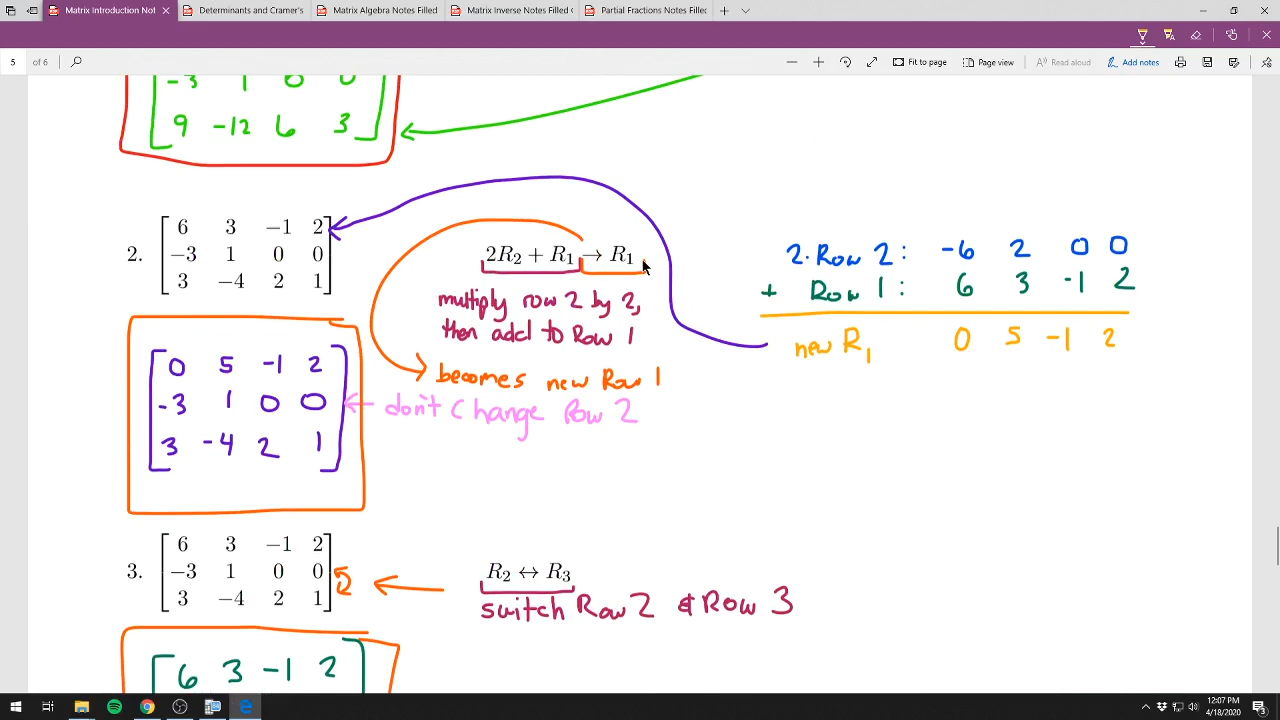 Matrix Introduction Not
Determinants and Cramer's
Matrix Algebra Notes Filled
Matrix Inverse Notes Filled
Partial Fractions Notes Filled
5 of 6
Fit to page
Page view
Read aloud
Add notes
-3 1 0 0
9 -12 6 3
2. 6 3 −1 2
−3 1 0 0
3 −4 2 1
2R₂ + R₁ → R₁
multiply row 2 by 2,
then add to Row 1
becomes new Row 1
don't Change Row 2
2·Row 2: -6 2 0 0
+ Row 1: 6 3 -1 2
new R₁ 0 5 -1 2
0 5 -1 2
-3 1 0 0
3 -4 2 1
3. 6 3 −1 2
−3 1 0 0
3 −4 2 1
R₂ ↔ R₃
switch Row 2 & Row 3
6 3 -1 2
12:07 PM
4/18/2020